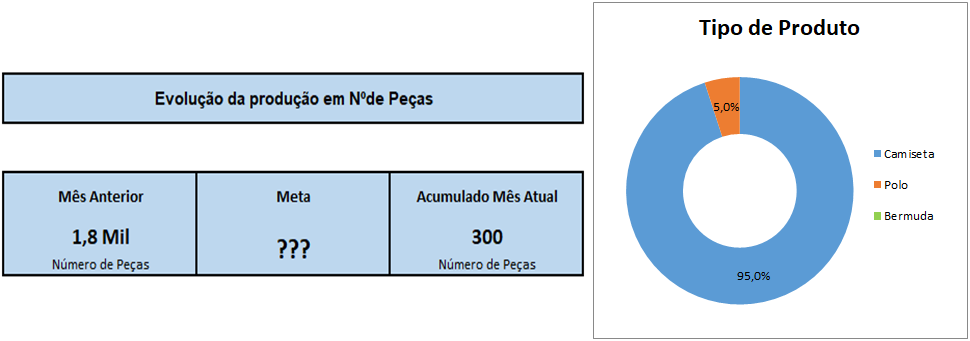 Evolução da produção em Nºde Peças
Mês Anterior
1,8 Mil
Número de Peças
Meta
???
Acumulado Mês Atual
300
Número de Peças
Tipo de Produto
5,0%
95,0%
Camiseta
Polo
Bermuda